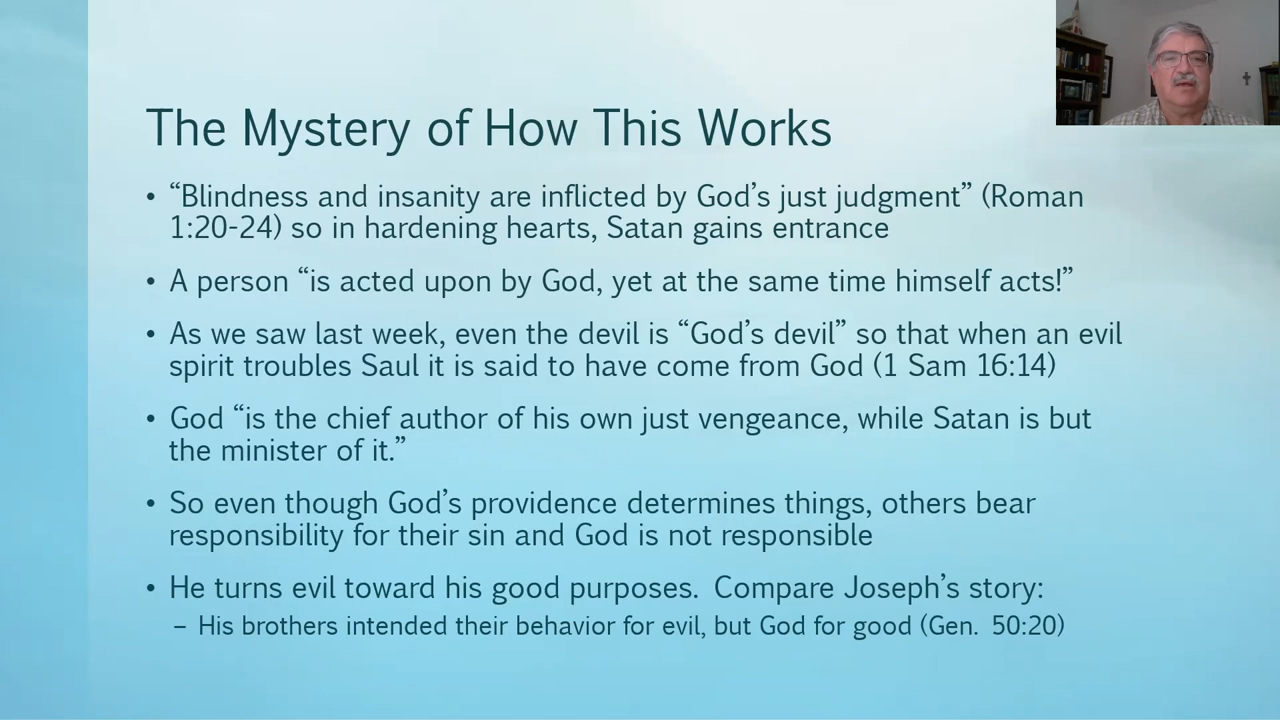 The Mystery of How This Works
• “Blindness and insanity are inflicted by God’s just judgment” (Roman
1:20-24) so in hardening hearts, Satan gains entrance
• A person “is acted upon by God, yet at the same time himself acts!”
• As we saw last week, even the devil is “God’s devil” so that when an evil
spirit troubles Saul it is said to have come from God (1 Sam 16:14)
• God “is the chief author of his own just vengeance, while Satan is but
the minister of it.”
• So even though God’s providence determines things, others bear
responsibility for their sin and God is not responsible
• He turns evil toward his good purposes.  Compare Joseph’s story:
– His brothers intended their behavior for evil, but God for good (Gen.  50:20)